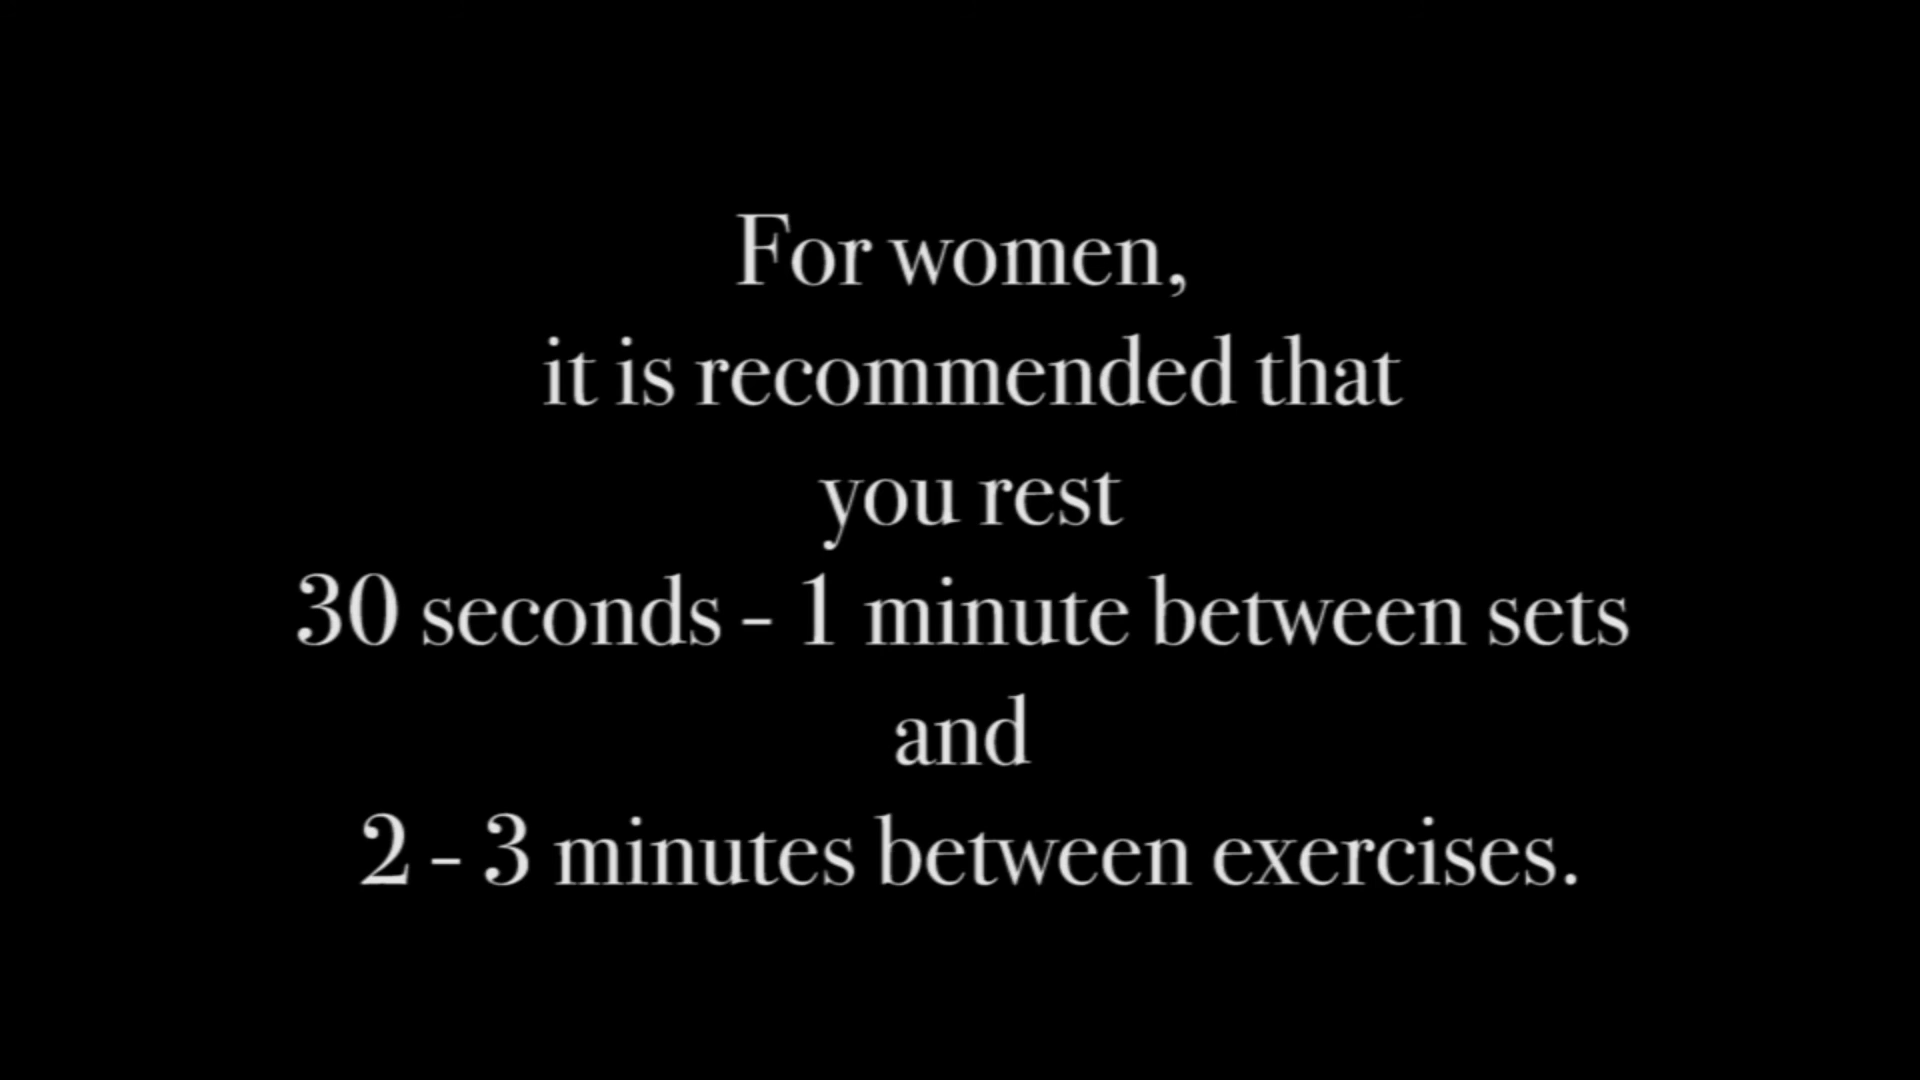 For women,
it is recommended that
you rest
30 seconds - 1 minute between sets
and
2 - 3 minutes between exercises.